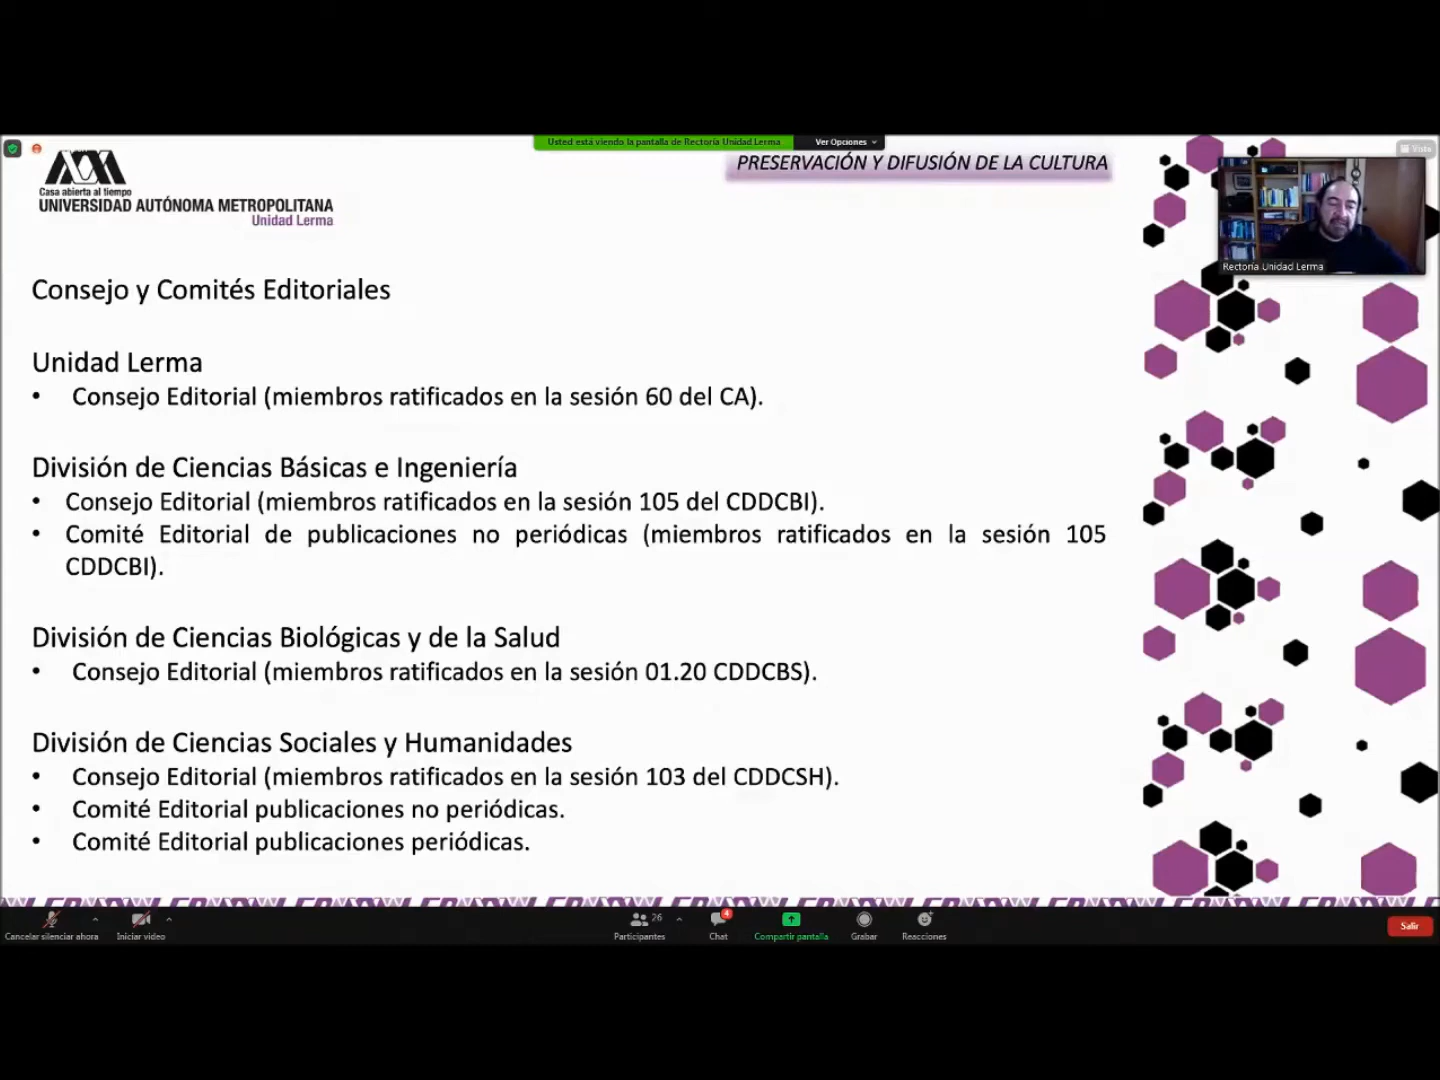 Usted está viendo la pantalla de Rectoría Unidad Lerma
Ver Opciones
Vista
PRESERVACIÓN Y DIFUSIÓN DE LA CULTURA
Casa abierta al tiempo
UNIVERSIDAD AUTÓNOMA METROPOLITANA
Unidad Lerma
Rectoría Unidad Lerma
Consejo y Comités Editoriales
Unidad Lerma
• Consejo Editorial (miembros ratificados en la sesión 60 del CA).
División de Ciencias Básicas e Ingeniería
• Consejo Editorial (miembros ratificados en la sesión 105 del CDDCBI).
• Comité Editorial de publicaciones no periódicas (miembros ratificados en la sesión 105
CDDCBI).
División de Ciencias Biológicas y de la Salud
• Consejo Editorial (miembros ratificados en la sesión 01.20 CDDCBS).
División de Ciencias Sociales y Humanidades
• Consejo Editorial (miembros ratificados en la sesión 103 del CDDCSH).
• Comité Editorial publicaciones no periódicas.
• Comité Editorial publicaciones periódicas.
Cancelar silenciar ahora
Iniciar video
26
Participantes
4
Chat
Compartir pantalla
Grabar
Reacciones
Salir